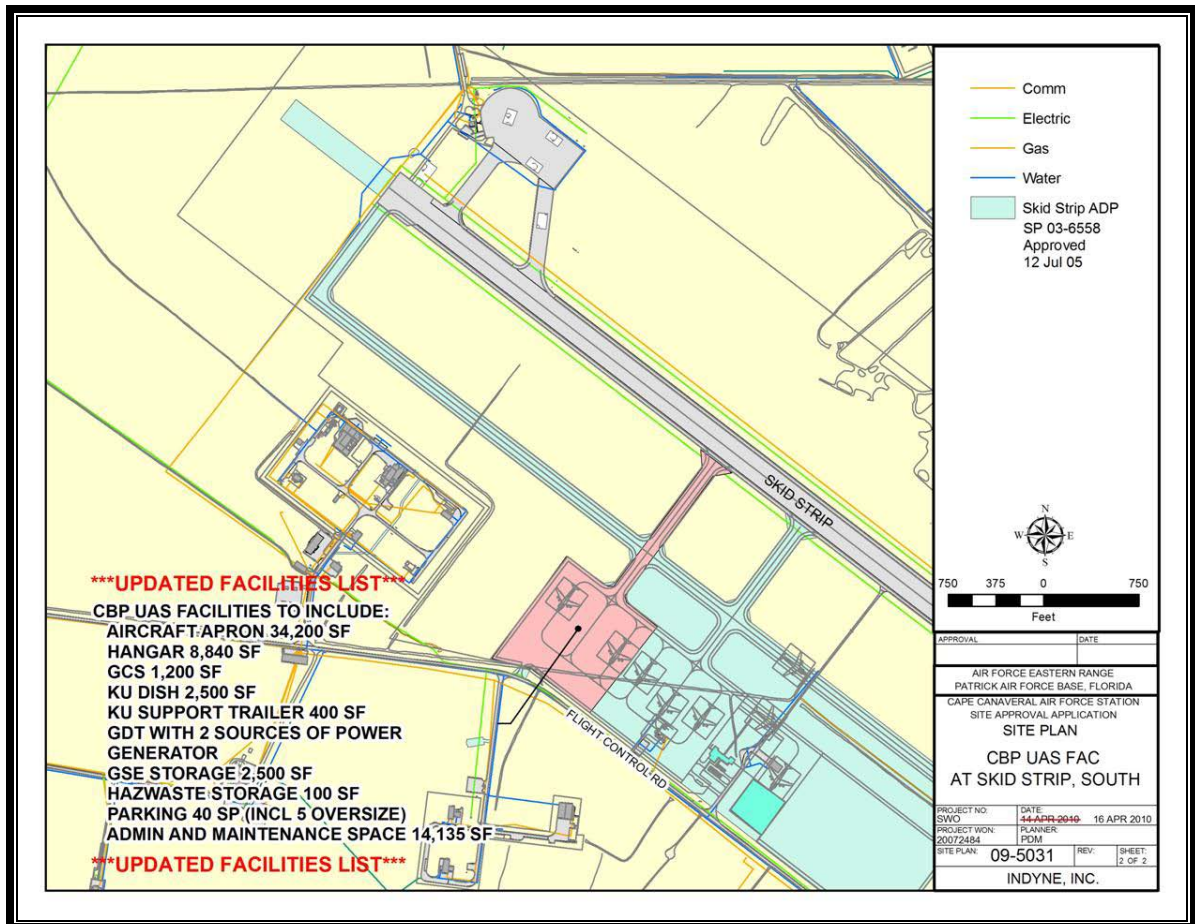 Comm
Electric
Gas
Water
Skid Strip ADP
SP 03-6558
Approved
12 Jul 05
SKID STRIP
FLIGHT CONTROL RD
***UPDATED FACILITIES LIST***
CBP UAS FACILITIES TO INCLUDE:
AIRCRAFT APRON 34,200 SF
HANGAR 8,840 SF
GCS 1,200 SF
KU DISH 2,500 SF
KU SUPPORT TRAILER 400 SF
GDT WITH 2 SOURCES OF POWER
GENERATOR
GSE STORAGE 2,500 SF
HAZWASTE STORAGE 100 SF
PARKING 40 SP (INCL 5 OVERSIZE)
ADMIN AND MAINTENANCE SPACE 14,135 SF
***UPDATED FACILITIES LIST***
N
W E
S
750 375 0 750
Feet
APPROVAL DATE
AIR FORCE EASTERN RANGE
PATRICK AIR FORCE BASE, FLORIDA
CAPE CANAVERAL AIR FORCE STATION
SITE APPROVAL APPLICATION
SITE PLAN
CBP UAS FAC
AT SKID STRIP, SOUTH
PROJECT NO: DATE:
SWO 14 APR 2010 16 APR 2010
PROJECT WON: PLANNER:
20072484 PDM
SITE PLAN: 09-5031 REV: SHEET:
2 OF 2
INDYNE, INC.